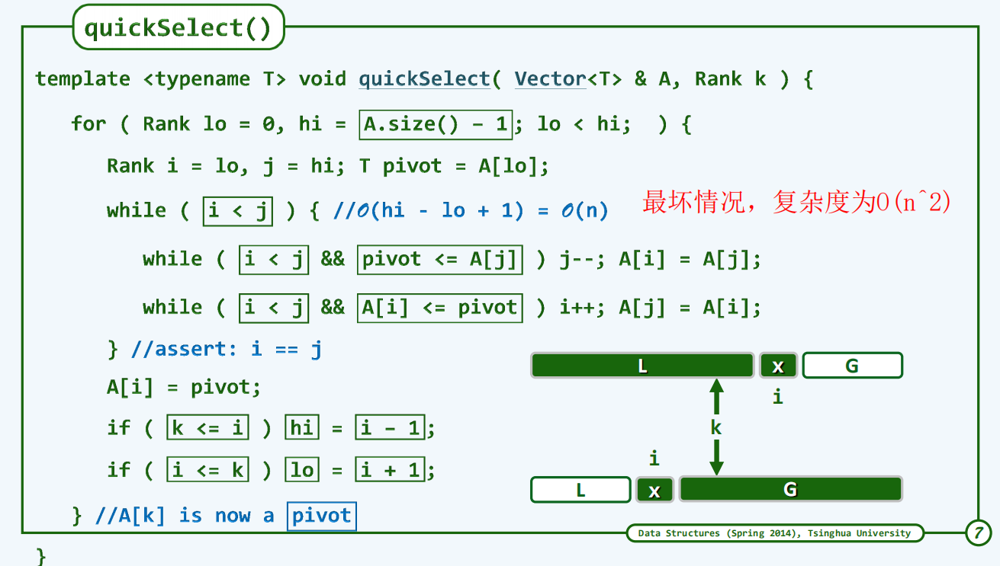 quickSelect()
template <typename T> void quickSelect( Vector<T> & A, Rank k ) {
for ( Rank lo = 0, hi = A.size() - 1; lo < hi;  ) {
Rank i = lo, j = hi; T pivot = A[lo];
while ( i < j ) { //O(hi - lo + 1) = O(n)
最坏情况，复杂度为O(n^2)
while ( i < j && pivot <= A[j] ) j--; A[i] = A[j];
while ( i < j && A[i] <= pivot ) i++; A[j] = A[i];
} //assert: i == j
A[i] = pivot;
if ( k <= i ) hi = i - 1;
if ( i <= k ) lo = i + 1;
} //A[k] is now a pivot
}
L x G
i
k
i
L x G
Data Structures (Spring 2014), Tsinghua University
7